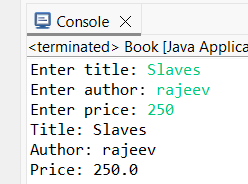 Console
<terminated> Book [Java Applica
Enter title: Slaves
Enter author: rajeev
Enter price: 250
Title: Slaves
Author: rajeev
Price: 250.0